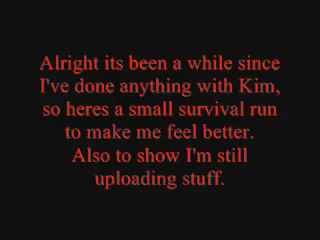 Alright its been a while since
I've done anything with Kim,
so heres a small survival run
to make me feel better.
Also to show I'm still
uploading stuff.